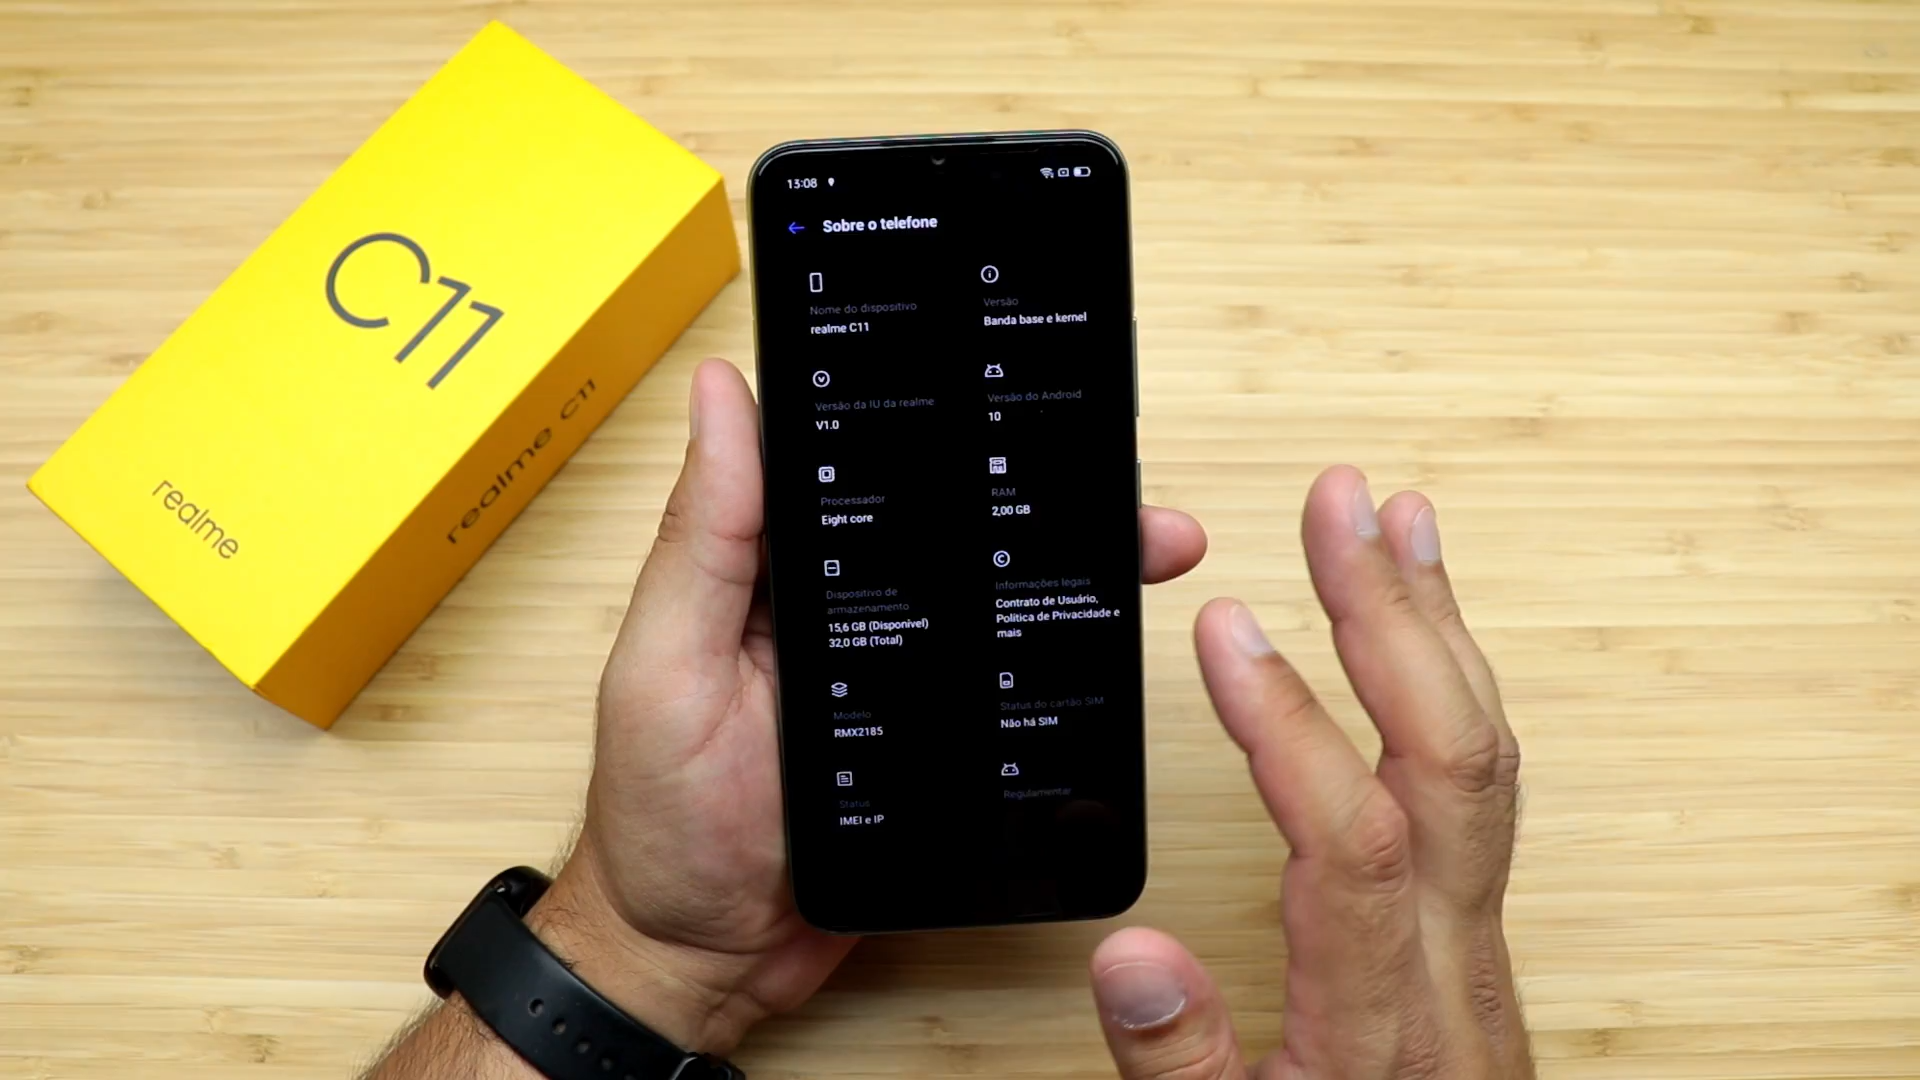 C11
realme
realme C11
13:08
Sobre o telefone
Nome do dispositivo
realme C11
Versão
Banda base e kernel
Versão da IU da realme
V1.0
Versão do Android
10
Processador
Eight core
RAM
2,00 GB
Dispositivo de
armazenamento
15,6 GB (Disponível)
32,0 GB (Total)
Informações legais
Contrato de Usuário,
Política de Privacidade e
mais
Modelo
RMX2185
Status do cartão SIM
Não há SIM
Status
IMEI e IP
Regulamentar